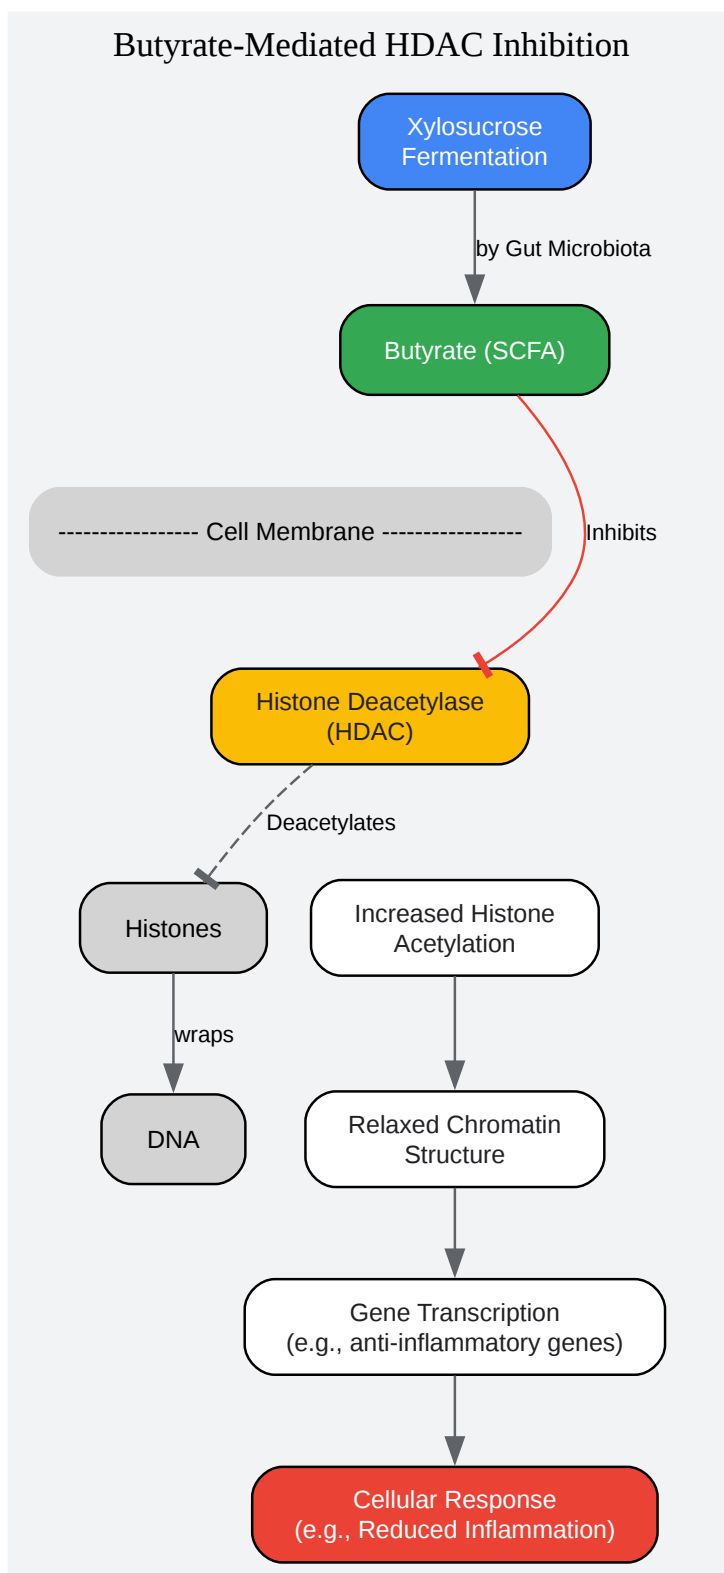 Butyrate-Mediated HDAC Inhibition
Xylosucrose
Fermentation
by Gut Microbiota
Butyrate (SCFA)
----------------- Cell Membrane -----------------
Inhibits
Histone Deacetylase
(HDAC)
Deacetylates
Histones
Increased Histone
Acetylation
wraps
DNA
Relaxed Chromatin
Structure
Gene Transcription
(e.g., anti-inflammatory genes)
Cellular Response
(e.g., Reduced Inflammation)